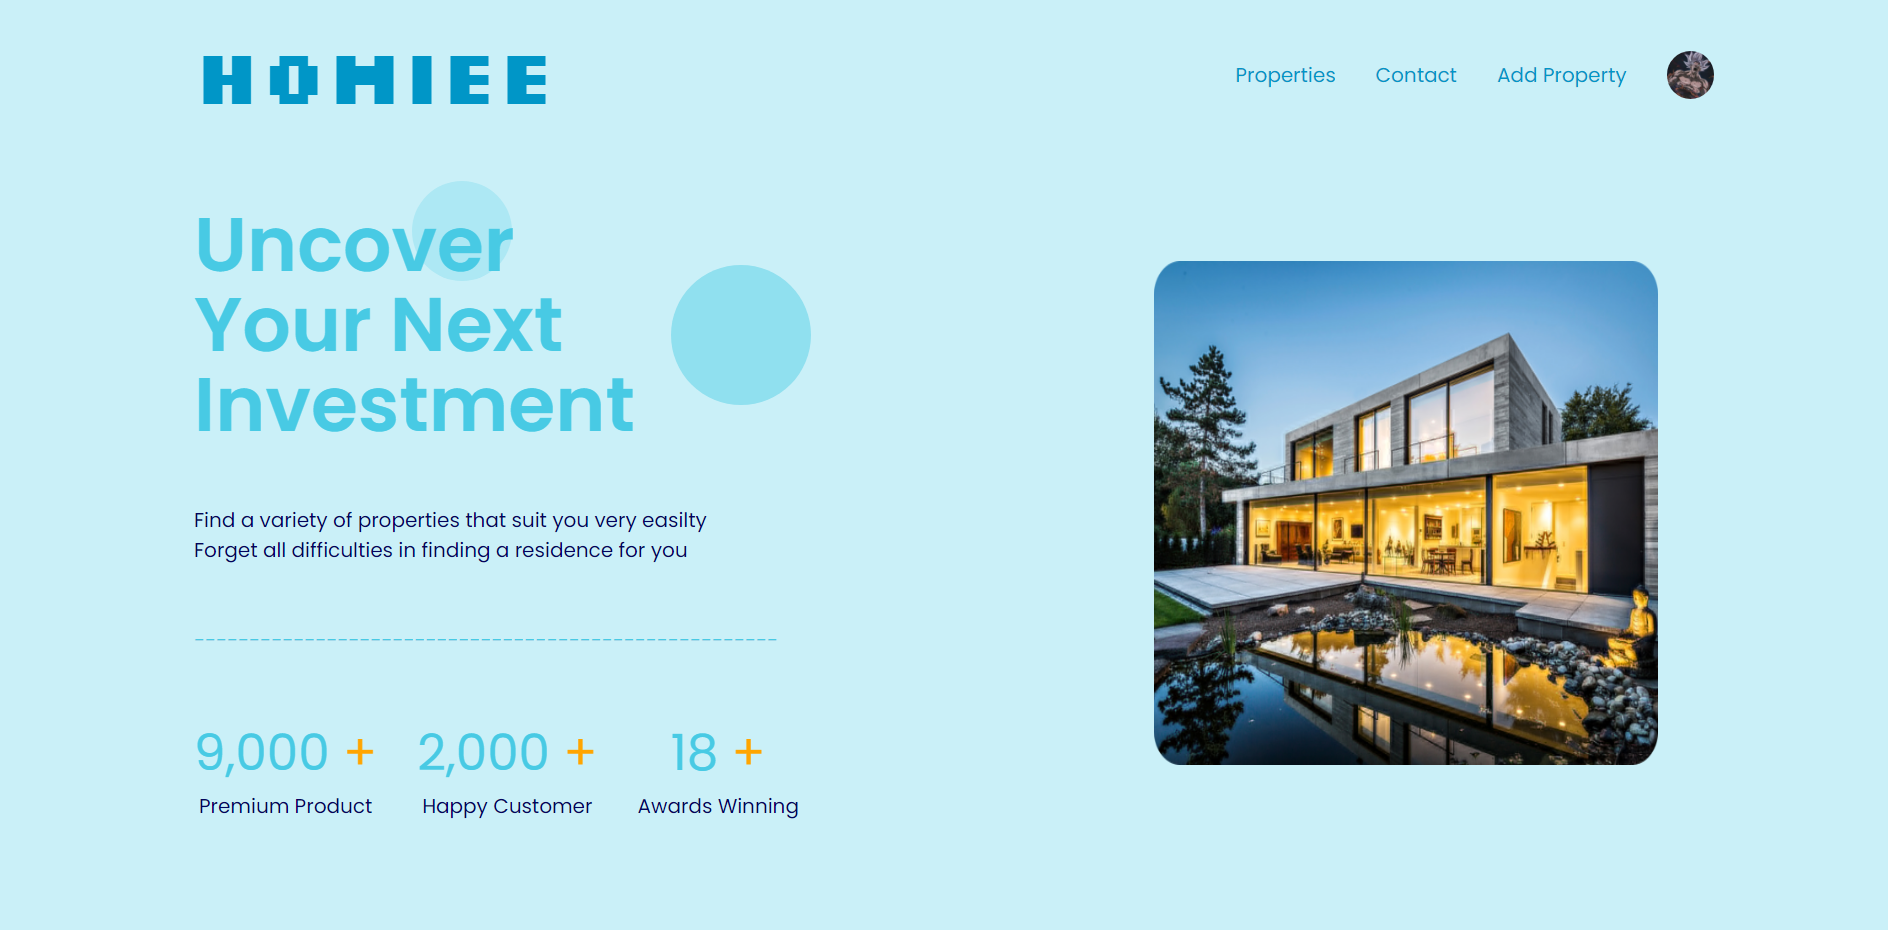 HOMIEE
Properties Contact Add Property
Uncover
Your Next
Investment
Find a variety of properties that suit you very easilty
Forget all difficulties in finding a residence for you
9,000 + 2,000 + 18 +
Premium Product Happy Customer Awards Winning